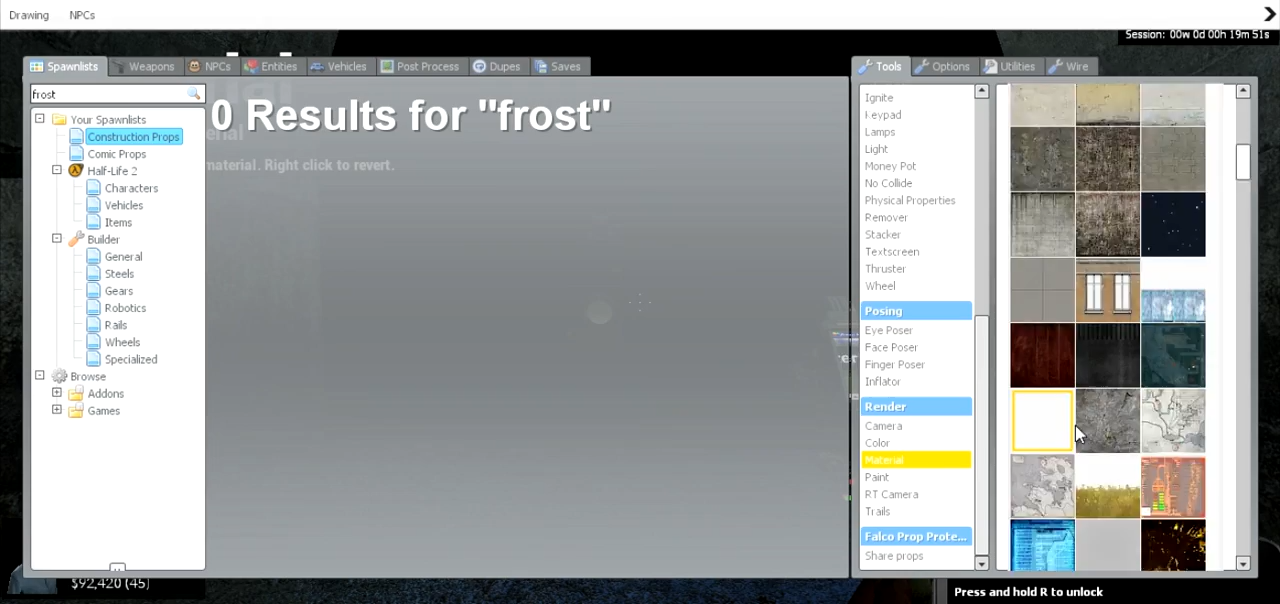 Drawing NPCs
Session: 00w 0d 00h 19m 51s
Spawnlists Weapons NPCs Entities Vehicles Post Process Dupes Saves
Tools Options Utilities Wire
frost
0 Results for "frost"
material. Right click to revert.
Your Spawnlists
Construction Props
Comic Props
Half-Life 2
Characters
Vehicles
Items
Builder
General
Steels
Gears
Robotics
Rails
Wheels
Specialized
Browse
Addons
Games
Ignite
Keypad
Lamps
Light
Money Pot
No Collide
Physical Properties
Remover
Stacker
Textscreen
Thruster
Wheel
Posing
Eye Poser
Face Poser
Finger Poser
Inflator
Render
Camera
Color
Material
Paint
RT Camera
Trails
Falco Prop Prote...
Share props
$92,420 (45)
Press and hold R to unlock